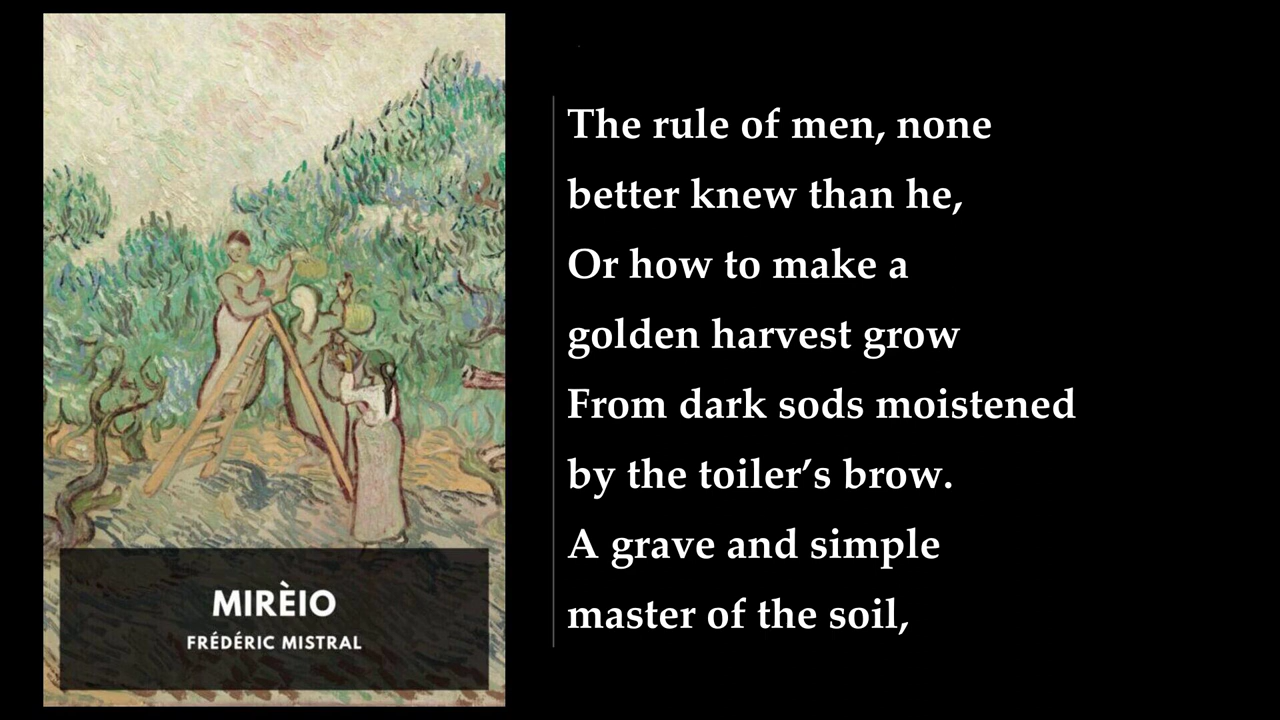 MIRÈIO
FRÉDÉRIC MISTRAL
The rule of men, none
better knew than he,
Or how to make a
golden harvest grow
From dark sods moistened
by the toiler’s brow.
A grave and simple
master of the soil,